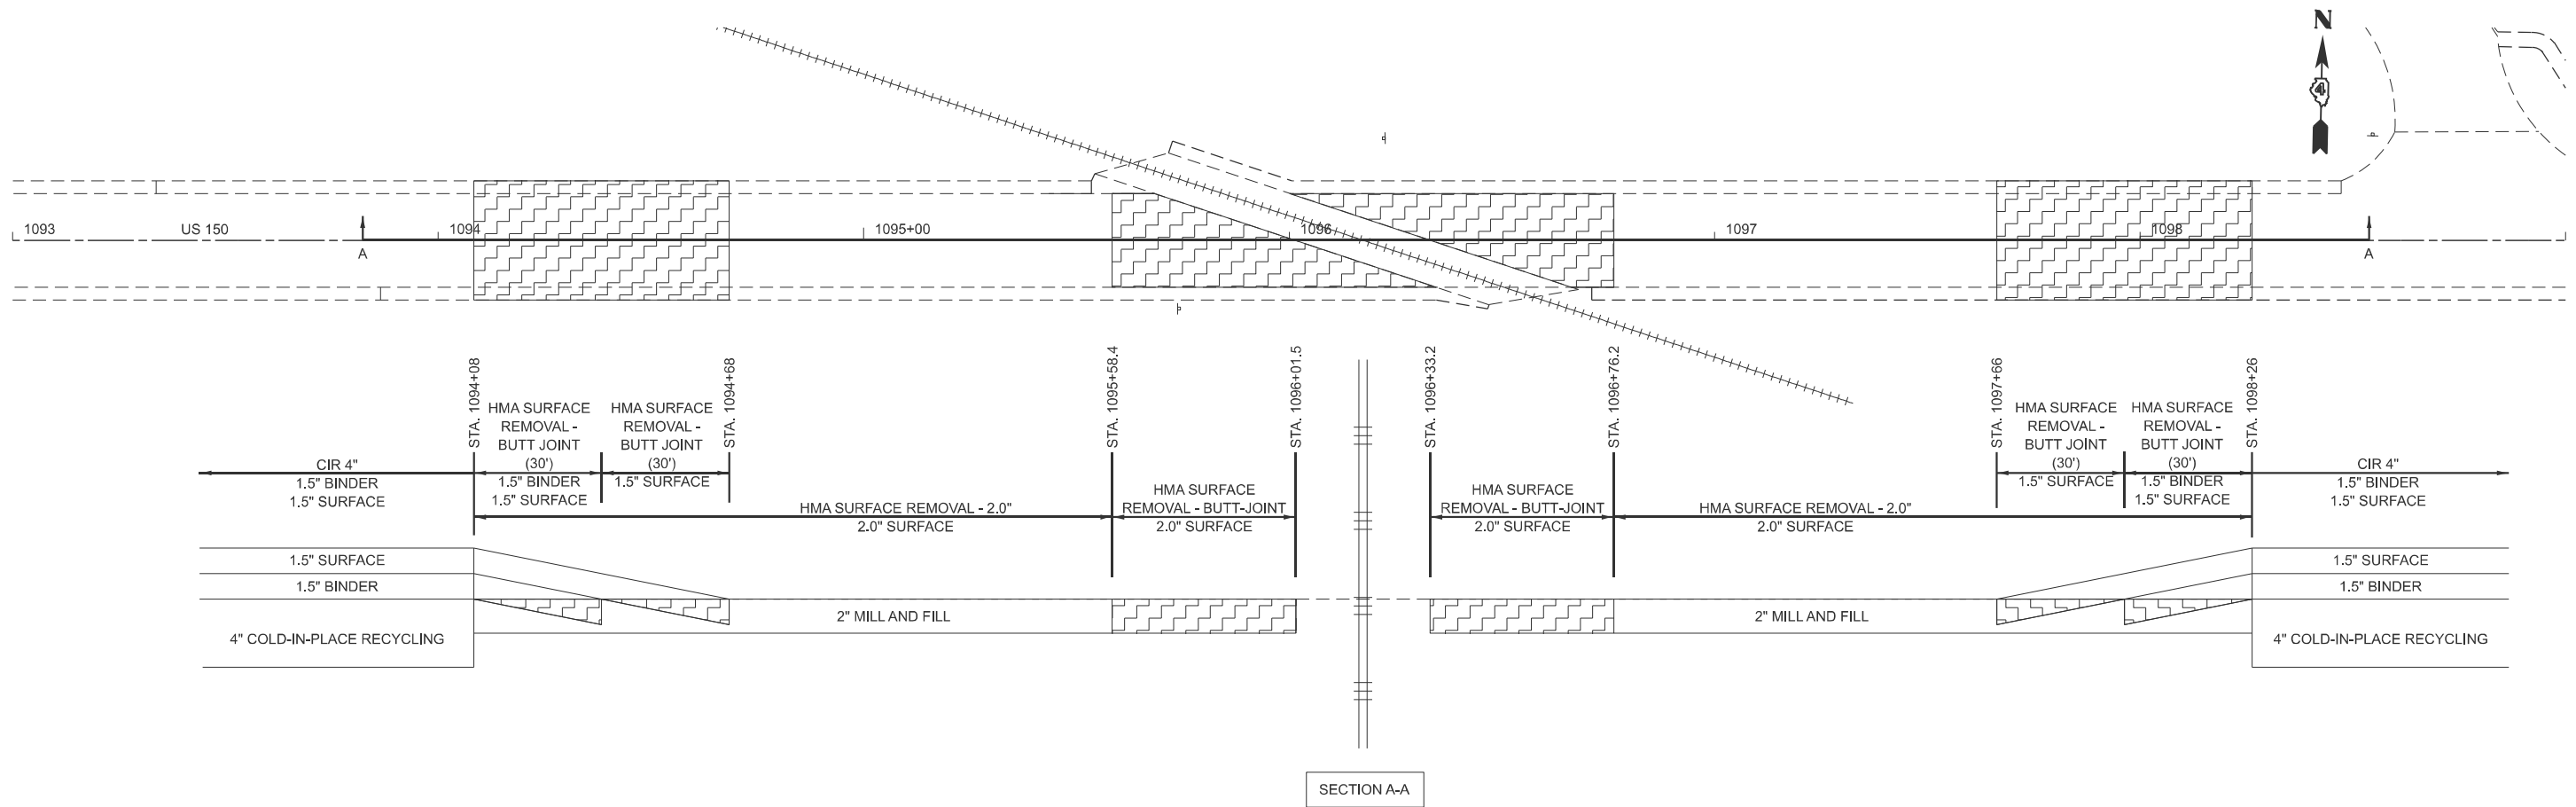 N
4
1093
US 150
1094
1095+00
1096
1097
1098
A
A
STA. 1094+08
STA. 1094+68
STA. 1095+58.4
STA. 1096+01.5
STA. 1096+33.2
STA. 1096+76.2
STA. 1097+66
STA. 1098+26
CIR 4"
1.5" BINDER
1.5" SURFACE
HMA SURFACE
REMOVAL -
BUTT JOINT
(30')
1.5" BINDER
1.5" SURFACE
HMA SURFACE
REMOVAL -
BUTT JOINT
(30')
1.5" SURFACE
HMA SURFACE REMOVAL - 2.0"
2.0" SURFACE
HMA SURFACE
REMOVAL - BUTT-JOINT
2.0" SURFACE
HMA SURFACE
REMOVAL - BUTT-JOINT
2.0" SURFACE
HMA SURFACE REMOVAL - 2.0"
2.0" SURFACE
HMA SURFACE
REMOVAL -
BUTT JOINT
(30')
1.5" SURFACE
HMA SURFACE
REMOVAL -
BUTT JOINT
(30')
1.5" BINDER
1.5" SURFACE
CIR 4"
1.5" BINDER
1.5" SURFACE
1.5" SURFACE
1.5" BINDER
4" COLD-IN-PLACE RECYCLING
2" MILL AND FILL
2" MILL AND FILL
1.5" SURFACE
1.5" BINDER
4" COLD-IN-PLACE RECYCLING
SECTION A-A